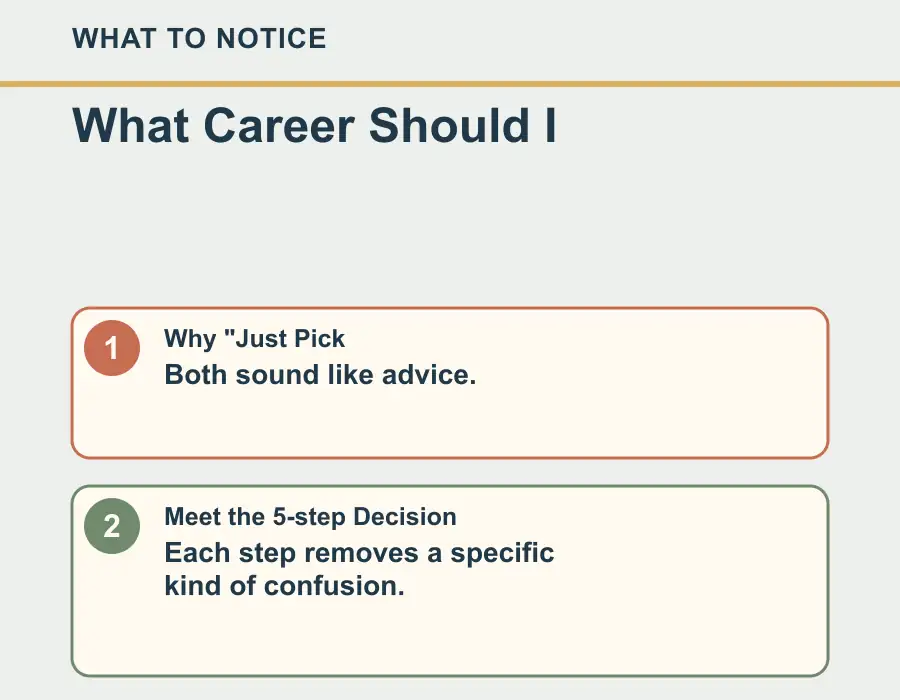 WHAT TO NOTICE
What Career Should I
1
Why "Just Pick
Both sound like advice.
2
Meet the 5-step Decision
Each step removes a specific
kind of confusion.